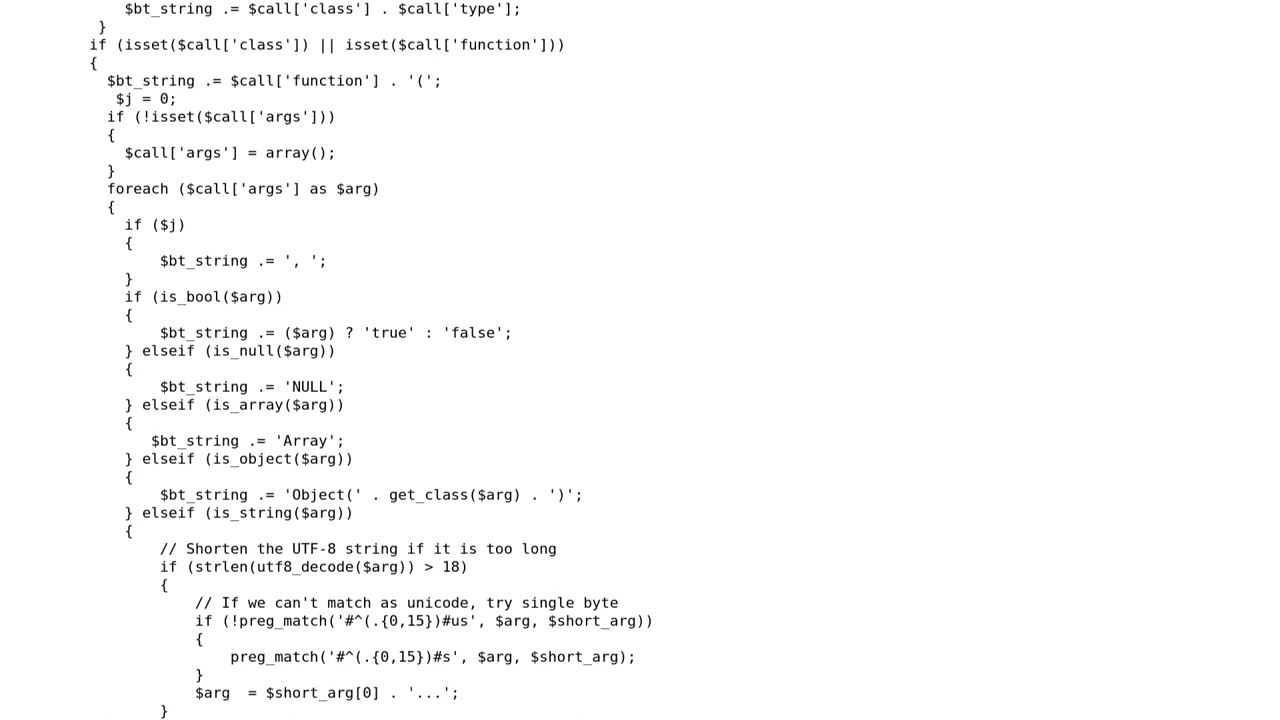 $bt_string .= $call['class'] . $call['type'];
}
if (isset($call['class']) || isset($call['function']))
{
$bt_string .= $call['function'] . '(';
$j = 0;
if (!isset($call['args']))
{
$call['args'] = array();
}
foreach ($call['args'] as $arg)
{
if ($j)
{
$bt_string .= ', ';
}
if (is_bool($arg))
{
$bt_string .= ($arg) ? 'true' : 'false';
} elseif (is_null($arg))
{
$bt_string .= 'NULL';
} elseif (is_array($arg))
{
$bt_string .= 'Array';
} elseif (is_object($arg))
{
$bt_string .= 'Object(' . get_class($arg) . ')';
} elseif (is_string($arg))
{
// Shorten the UTF-8 string if it is too long
if (strlen(utf8_decode($arg)) > 18)
{
// If we can't match as unicode, try single byte
if (!preg_match('#^(.{0,15})#us', $arg, $short_arg))
{
preg_match('#^(.{0,15})#s', $arg, $short_arg);
}
$arg  = $short_arg[0] . '...';
}